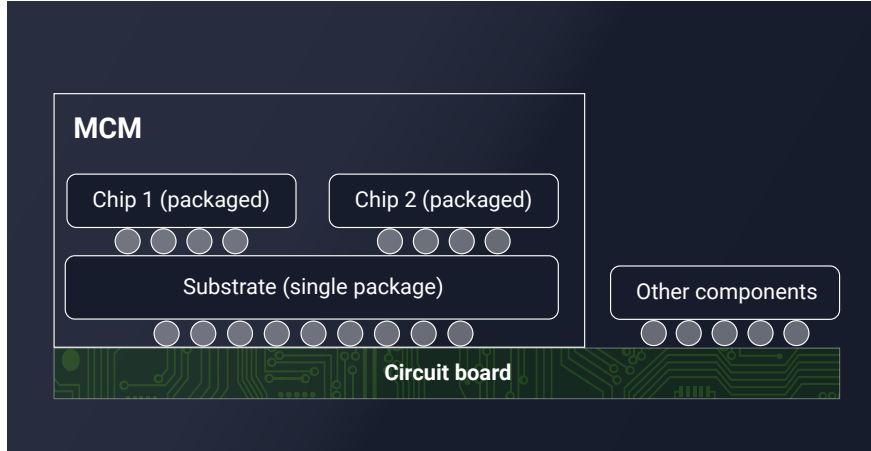 MCM
Chip 1 (packaged)
Chip 2 (packaged)
Substrate (single package)
Other components
Circuit board